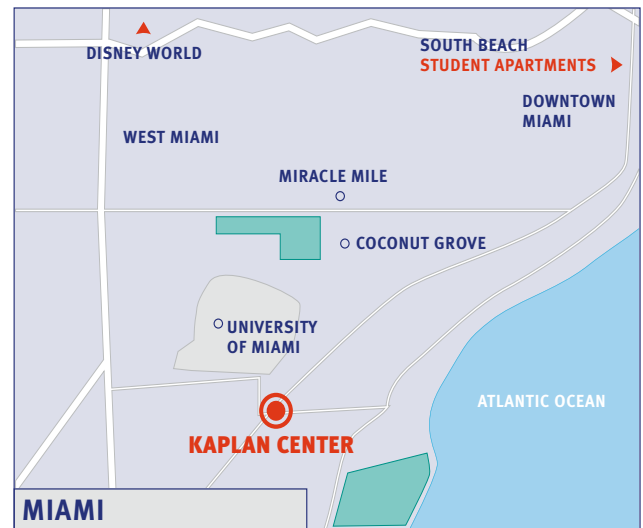 DISNEY WORLD
SOUTH BEACH
STUDENT APARTMENTS
DOWNTOWN
MIAMI
WEST MIAMI
MIRACLE MILE
COCONUT GROVE
UNIVERSITY
OF MIAMI
ATLANTIC OCEAN
KAPLAN CENTER
MIAMI